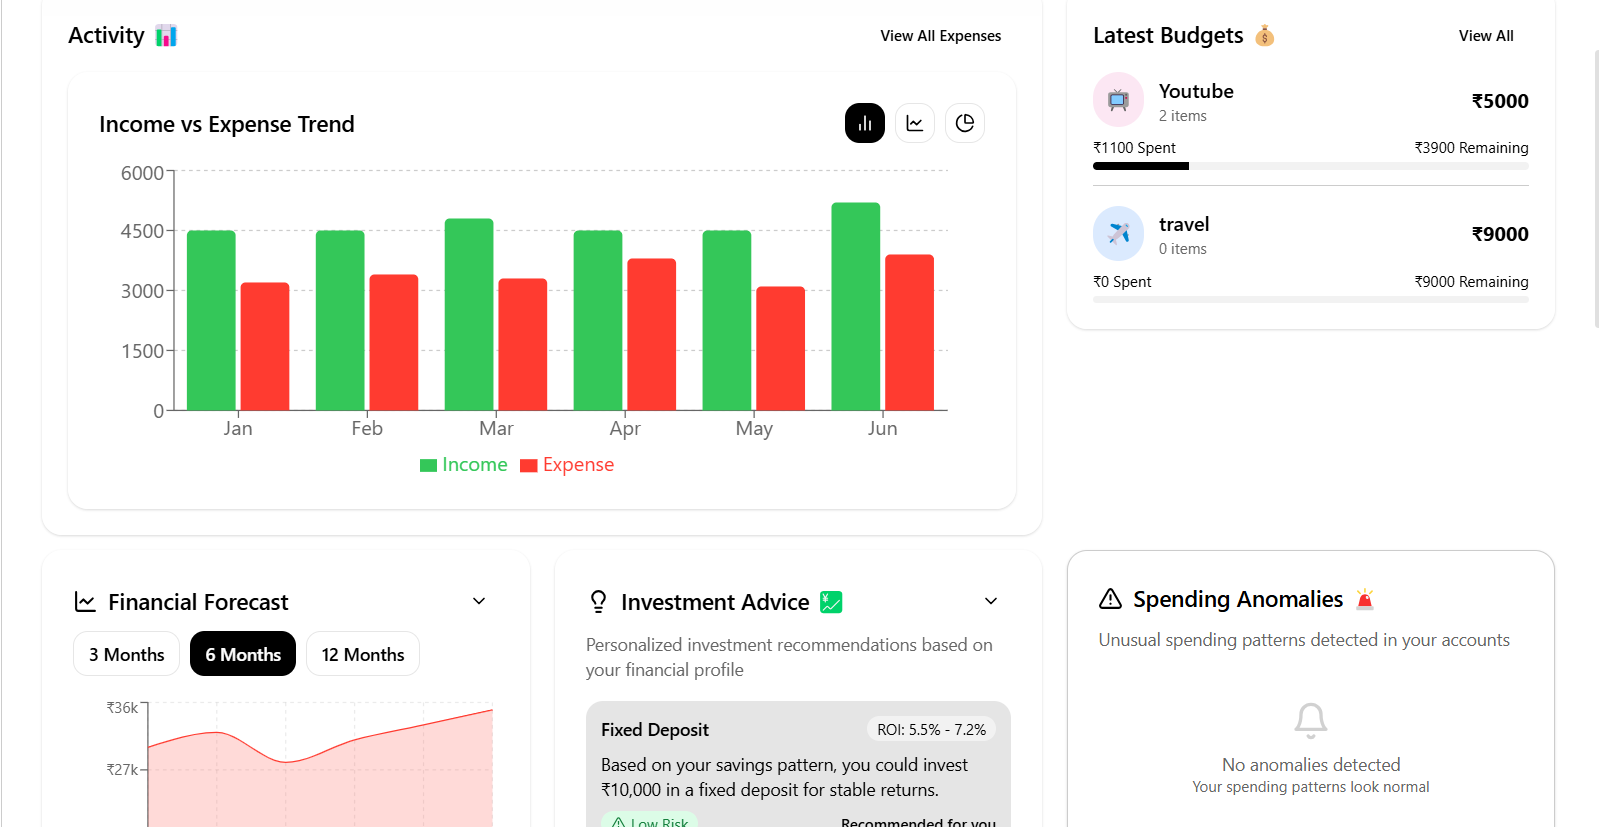 Activity
View All Expenses
Income vs Expense Trend
6000
4500
3000
1500
0
Jan Feb Mar Apr May Jun
Income Expense
Latest Budgets
View All
Youtube
2 items
₹5000
₹1100 Spent
₹3900 Remaining
travel
0 items
₹9000
₹0 Spent
₹9000 Remaining
Financial Forecast
3 Months
6 Months
12 Months
₹36k
₹27k
Investment Advice
Personalized investment recommendations based on
your financial profile
Fixed Deposit
ROI: 5.5% - 7.2%
Based on your savings pattern, you could invest
₹10,000 in a fixed deposit for stable returns.
Low Risk
Recommended for you
Spending Anomalies
Unusual spending patterns detected in your accounts
No anomalies detected
Your spending patterns look normal